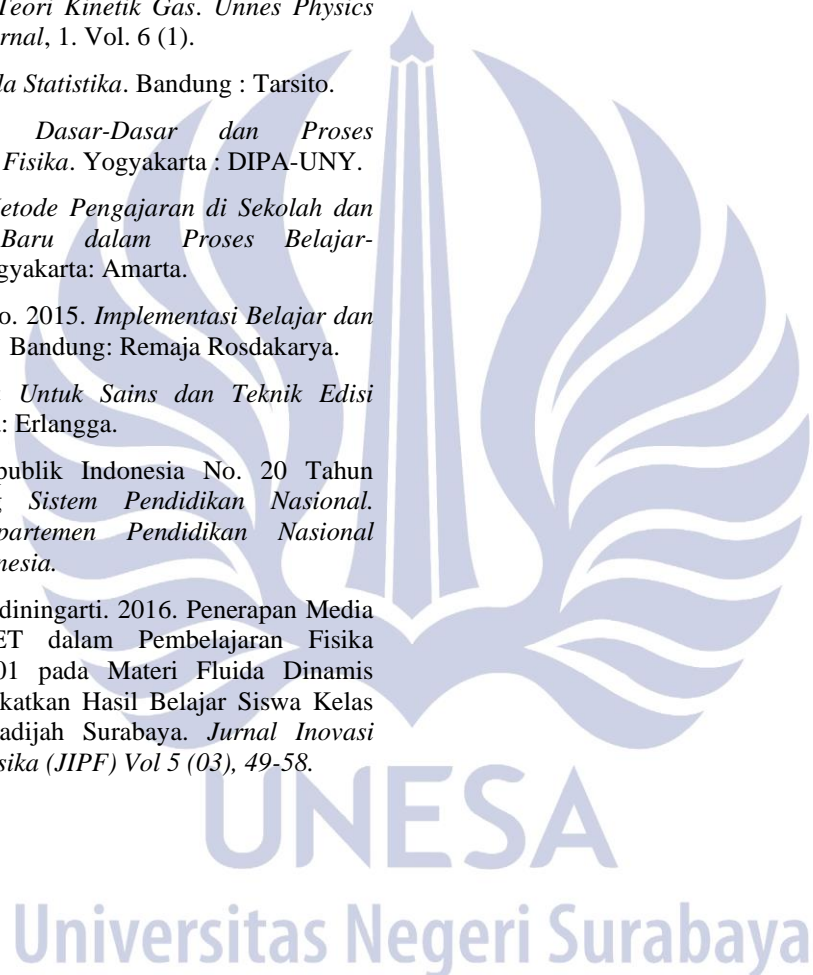 Teori Kinetik Gas. Unnes Physics
rnal, 1. Vol. 6 (1).
da Statistika. Bandung : Tarsito.
Dasar-Dasar dan Proses
Fisika. Yogyakarta : DIPA-UNY.
etode Pengajaran di Sekolah dan
Baru dalam Proses Belajar-
gyakarta: Amarta.
o. 2015. Implementasi Belajar dan
Bandung: Remaja Rosdakarya.
Untuk Sains dan Teknik Edisi
: Erlangga.
publik Indonesia No. 20 Tahun
Sistem Pendidikan Nasional.
partemen Pendidikan Nasional
nesia.
diningarti. 2016. Penerapan Media
ET dalam Pembelajaran Fisika
01 pada Materi Fluida Dinamis
katkan Hasil Belajar Siswa Kelas
adijah Surabaya. Jurnal Inovasi
sika (JIPF) Vol 5 (03), 49-58.
UNESA
Universitas Negeri Surabaya